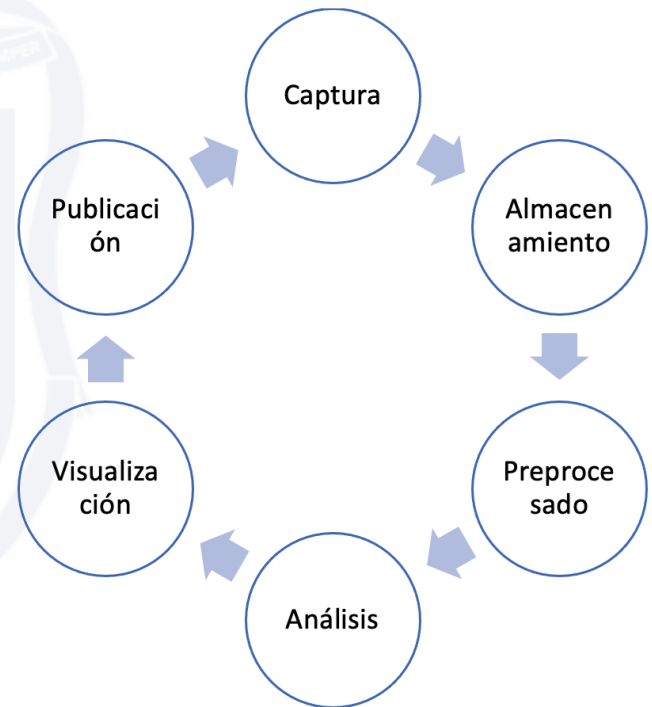 Captura
Almacen
amiento
Preproce
sado
Análisis
Visualiza
ción
Publicaci
ón